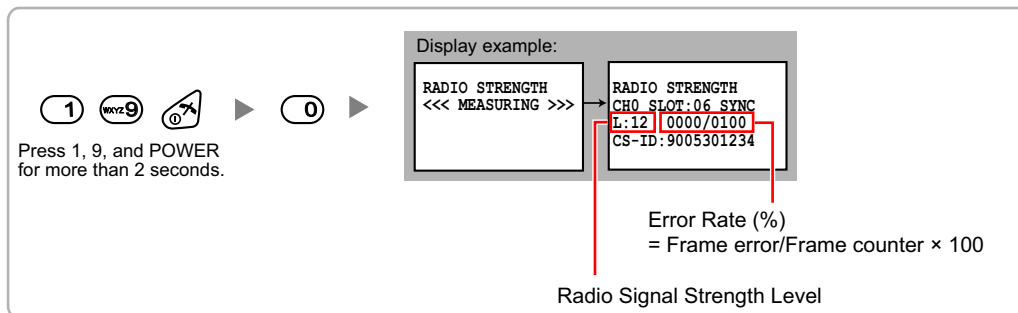 Display example:
RADIO STRENGTH
<<< MEASURING >>>
RADIO STRENGTH
CH0 SLOT:06 SYNC
L:12 0000/0100
CS-ID:9005301234
1
WXYZ9
0
Press 1, 9, and POWER
for more than 2 seconds.
Error Rate (%)
= Frame error/Frame counter × 100
Radio Signal Strength Level